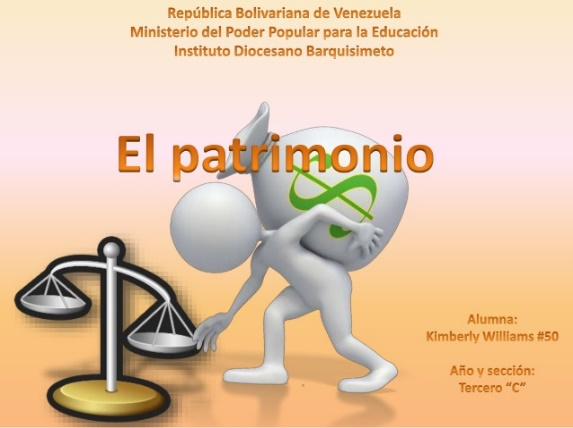 República Bolivariana de Venezuela
Ministerio del Poder Popular para la Educación
Instituto Diocesano Barquisimeto
El patrimonio
Alumna:
Kimberly Williams #50
Año y sección:
Tercero “C”